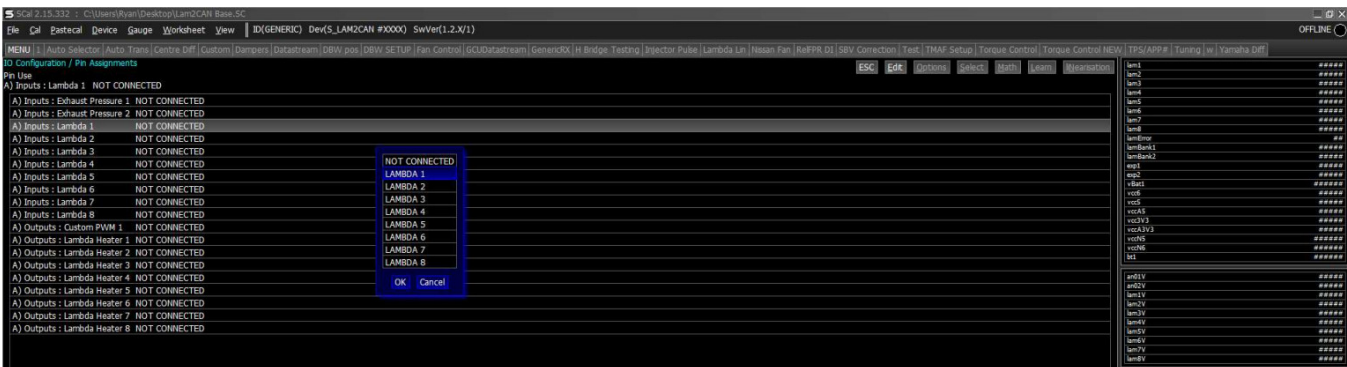 SCal 2.15.332 : C:\Users\Ryan\Desktop\Lam2CAN Base.SC
File Cal Pastecal Device Gauge Worksheet View ID(GENERIC) Dev(S_LAM2CAN #XXXX) SwVer(1.2.X/1) OFFLINE
MENU 1 Auto Selector Auto Trans Centre Diff Custom Dampers Datastream DBW pos DBW SETUP Fan Control GCUDatastream GenericRX H Bridge Testing Injector Pulse Lambda Lin Nissan Fan RelFPR DI SBV Correction Test TMAF Setup Torque Control Torque Control NEW TPS/APP# Tuning w Yamaha Diff
IO Configuration / Pin Assignments
ESC Edit Options Select Math Learn
Pin Use
A) Inputs : Lambda 1 NOT CONNECTED
A) Inputs : Exhaust Pressure 1 NOT CONNECTED
A) Inputs : Exhaust Pressure 2 NOT CONNECTED
A) Inputs : Lambda 1 NOT CONNECTED
A) Inputs : Lambda 2 NOT CONNECTED
A) Inputs : Lambda 3 NOT CONNECTED
A) Inputs : Lambda 4 NOT CONNECTED
A) Inputs : Lambda 5 NOT CONNECTED
A) Inputs : Lambda 6 NOT CONNECTED
A) Inputs : Lambda 7 NOT CONNECTED
A) Inputs : Lambda 8 NOT CONNECTED
A) Outputs : Custom PWM 1 NOT CONNECTED
A) Outputs : Lambda Heater 1 NOT CONNECTED
A) Outputs : Lambda Heater 2 NOT CONNECTED
A) Outputs : Lambda Heater 3 NOT CONNECTED
A) Outputs : Lambda Heater 4 NOT CONNECTED
A) Outputs : Lambda Heater 5 NOT CONNECTED
A) Outputs : Lambda Heater 6 NOT CONNECTED
A) Outputs : Lambda Heater 7 NOT CONNECTED
A) Outputs : Lambda Heater 8 NOT CONNECTED
NOT CONNECTED
LAMBDA 1
LAMBDA 2
LAMBDA 3
LAMBDA 4
LAMBDA 5
LAMBDA 6
LAMBDA 7
LAMBDA 8
OK Cancel
lam1 #####
lam2 #####
lam3 #####
lam4 #####
lam5 #####
lam6 #####
lam7 #####
lam8 #####
lamError ##
lamBank1 #####
lamBank2 #####
exp1 #####
exp2 #####
vBat1 ######
vcc6 #####
vcc5 #####
vccA5 #####
vcc3V3 #####
vccA3V3 #####
vccN5 ######
vccN6 ######
bt1 ######
an01V #####
an02V #####
lam1V #####
lam2V #####
lam3V #####
lam4V #####
lam5V #####
lam6V #####
lam7V #####
lam8V #####